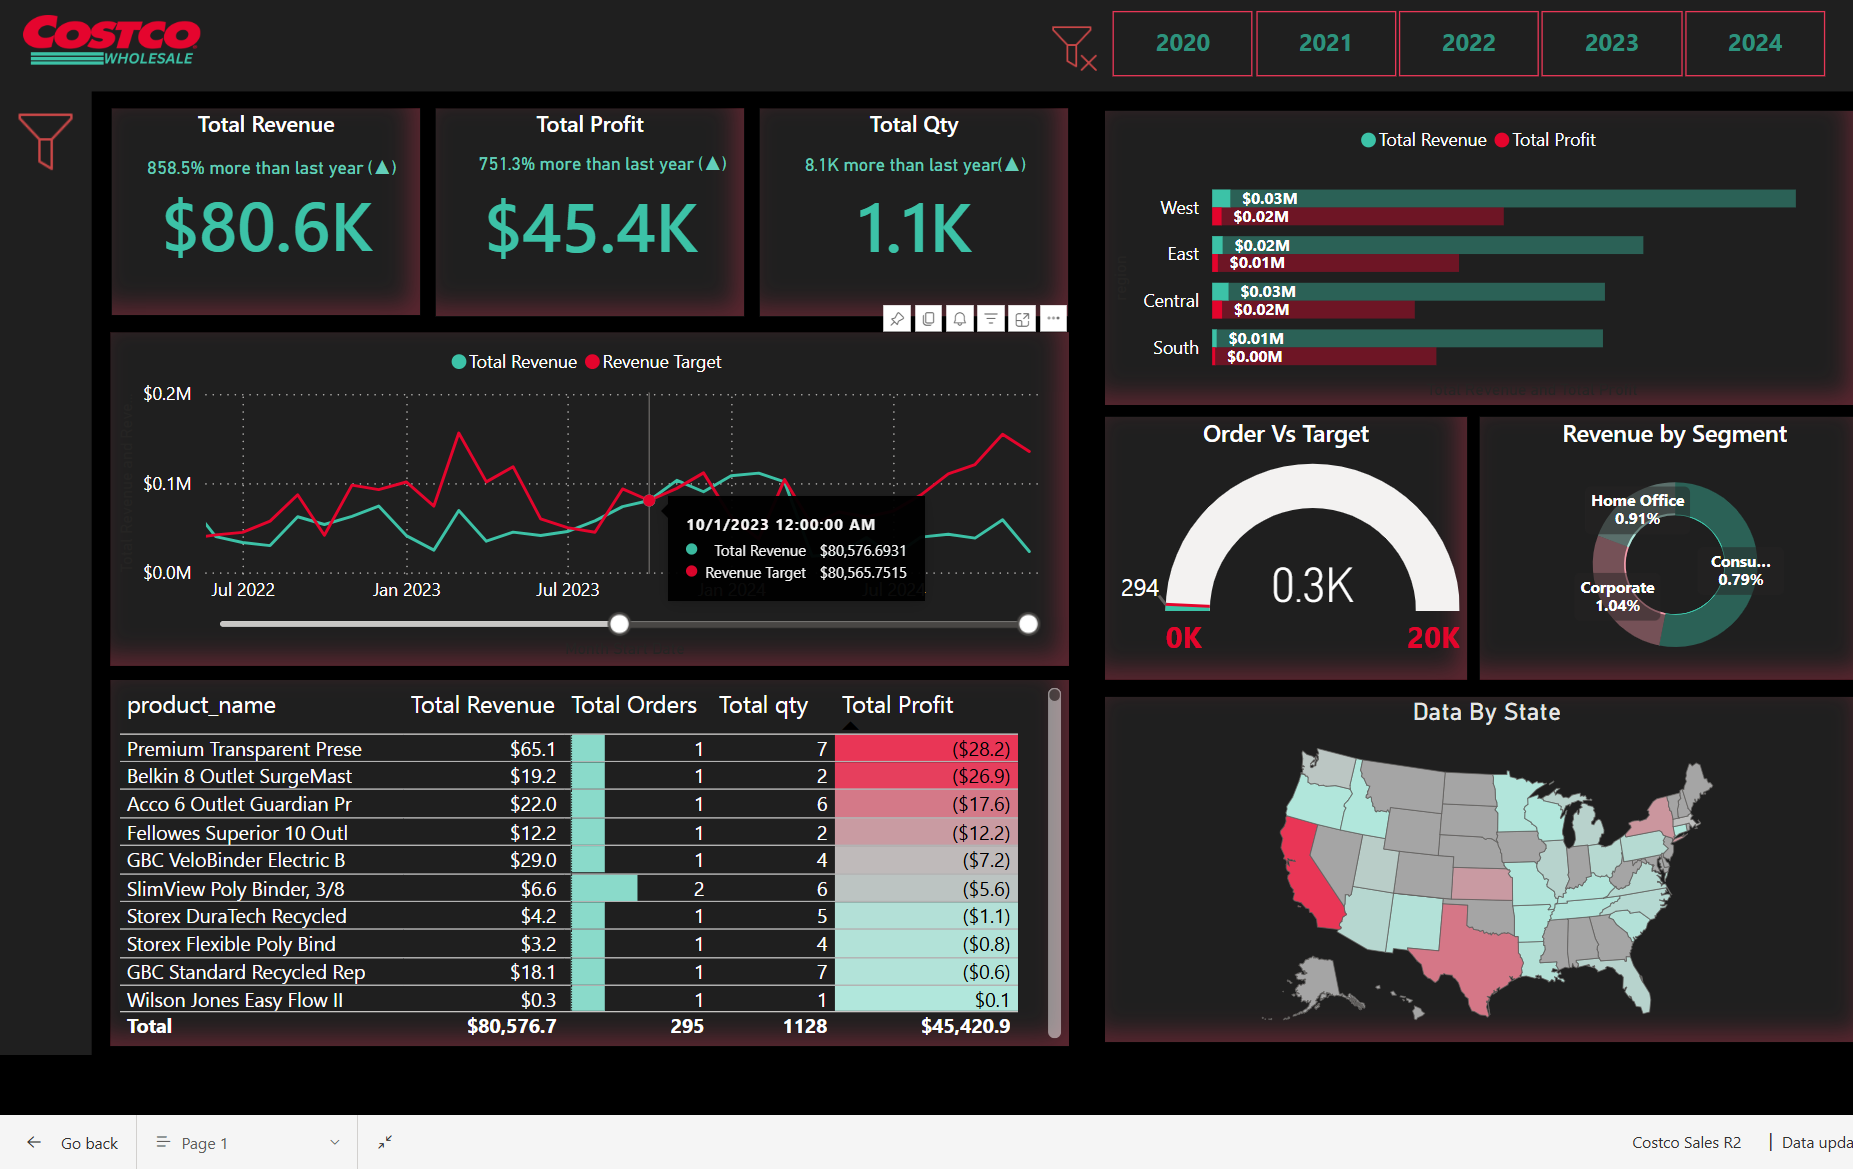 COSTCO
WHOLESALE
2020
2021
2022
2023
2024
Total Revenue
858.5% more than last year (▲)
$80.6K
Total Profit
751.3% more than last year (▲)
$45.4K
Total Qty
8.1K more than last year(▲)
1.1K
Total Revenue Total Profit
West
$0.03M
$0.02M
East
$0.02M
$0.01M
Central
$0.03M
$0.02M
South
$0.01M
$0.00M
Total Revenue Revenue Target
$0.2M
$0.1M
$0.0M
Jul 2022
Jan 2023
Jul 2023
Jan 2024
Jul 2024
10/1/2023 12:00:00 AM
Total Revenue $80,576.6931
Revenue Target $80,565.7515
Order Vs Target
294
0.3K
0K
20K
Revenue by Segment
Home Office
0.91%
Consu...
0.79%
Corporate
1.04%
product_name Total Revenue Total Orders Total qty Total Profit
Premium Transparent Prese $65.1 1 7 ($28.2)
Belkin 8 Outlet SurgeMast $19.2 1 2 ($26.9)
Acco 6 Outlet Guardian Pr $22.0 1 6 ($17.6)
Fellowes Superior 10 Outl $12.2 1 2 ($12.2)
GBC VeloBinder Electric B $29.0 1 4 ($7.2)
SlimView Poly Binder, 3/8 $6.6 2 6 ($5.6)
Storex DuraTech Recycled $4.2 1 5 ($1.1)
Storex Flexible Poly Bind $3.2 1 4 ($0.8)
GBC Standard Recycled Rep $18.1 1 7 ($0.6)
Wilson Jones Easy Flow II $0.3 1 1 $0.1
Total $80,576.7 295 1128 $45,420.9
Data By State
Go back
Page 1
Costco Sales R2 | Data upda